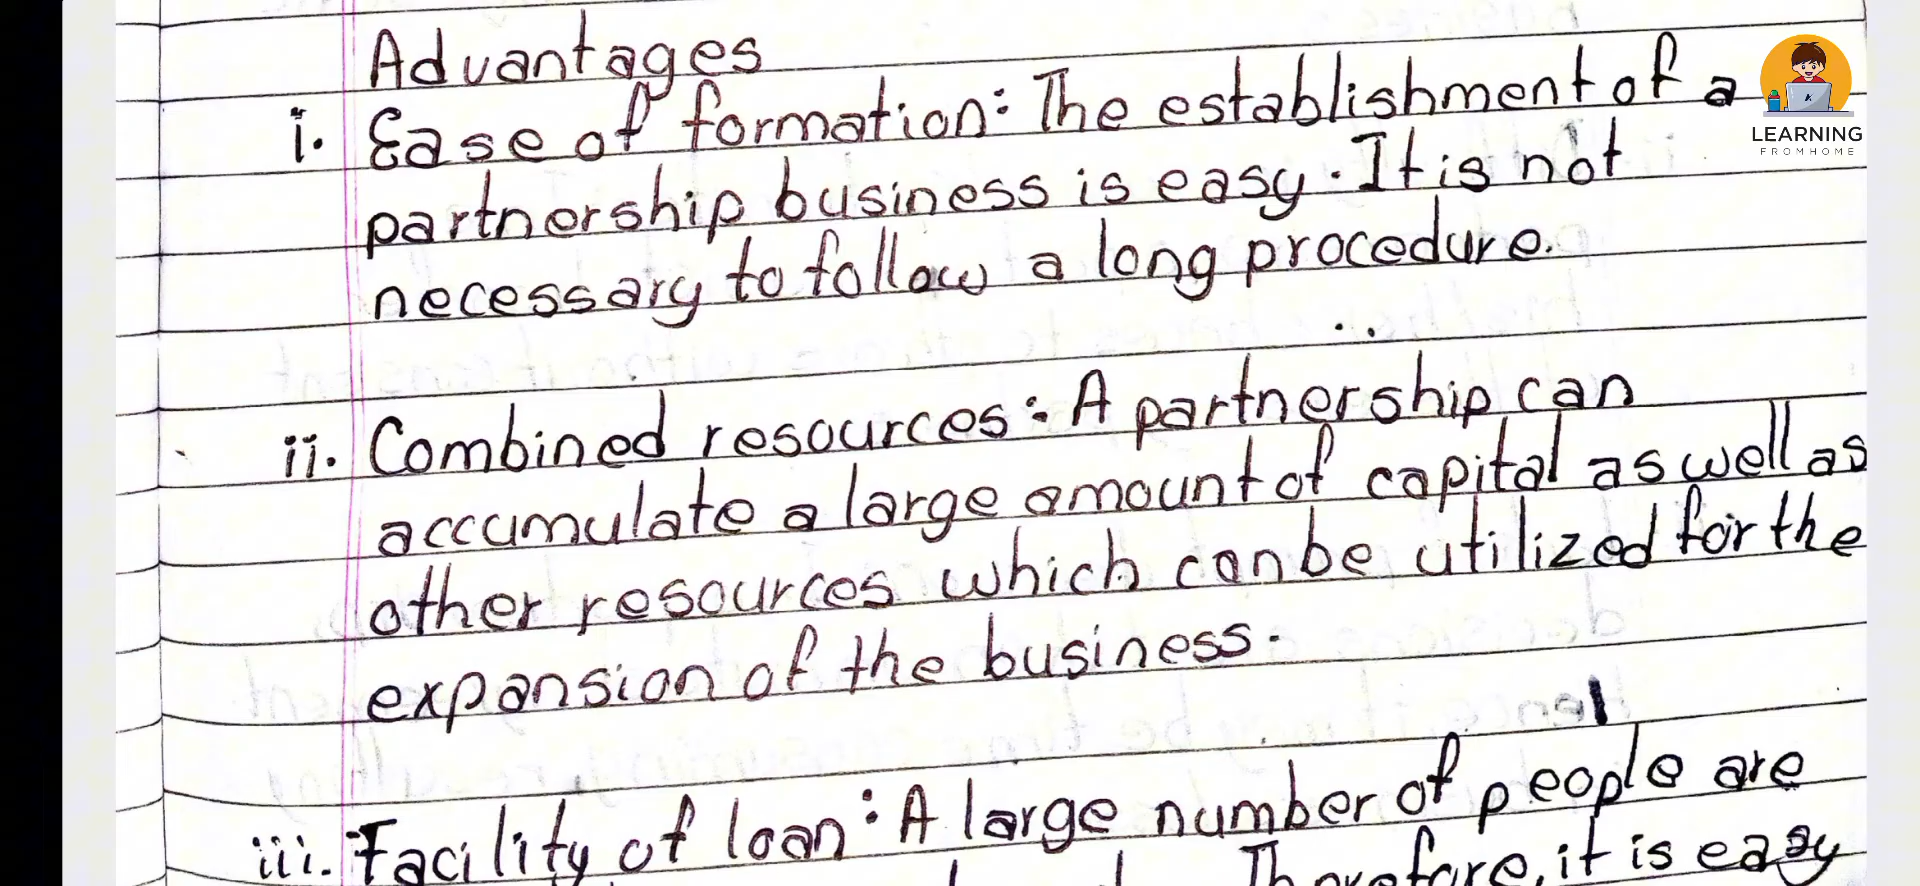 Advantages
i. Ease of formation: The establishment of a
partnership business is easy. It is not
necessary to follow a long procedure.
ii. Combined resources: A partnership can
accumulate a large amount of capital as well as
other resources which can be utilized for the
expansion of the business.
iii. Facility of loan: A large number of people are
Therefore, it is easy
LEARNING
FROMHOME